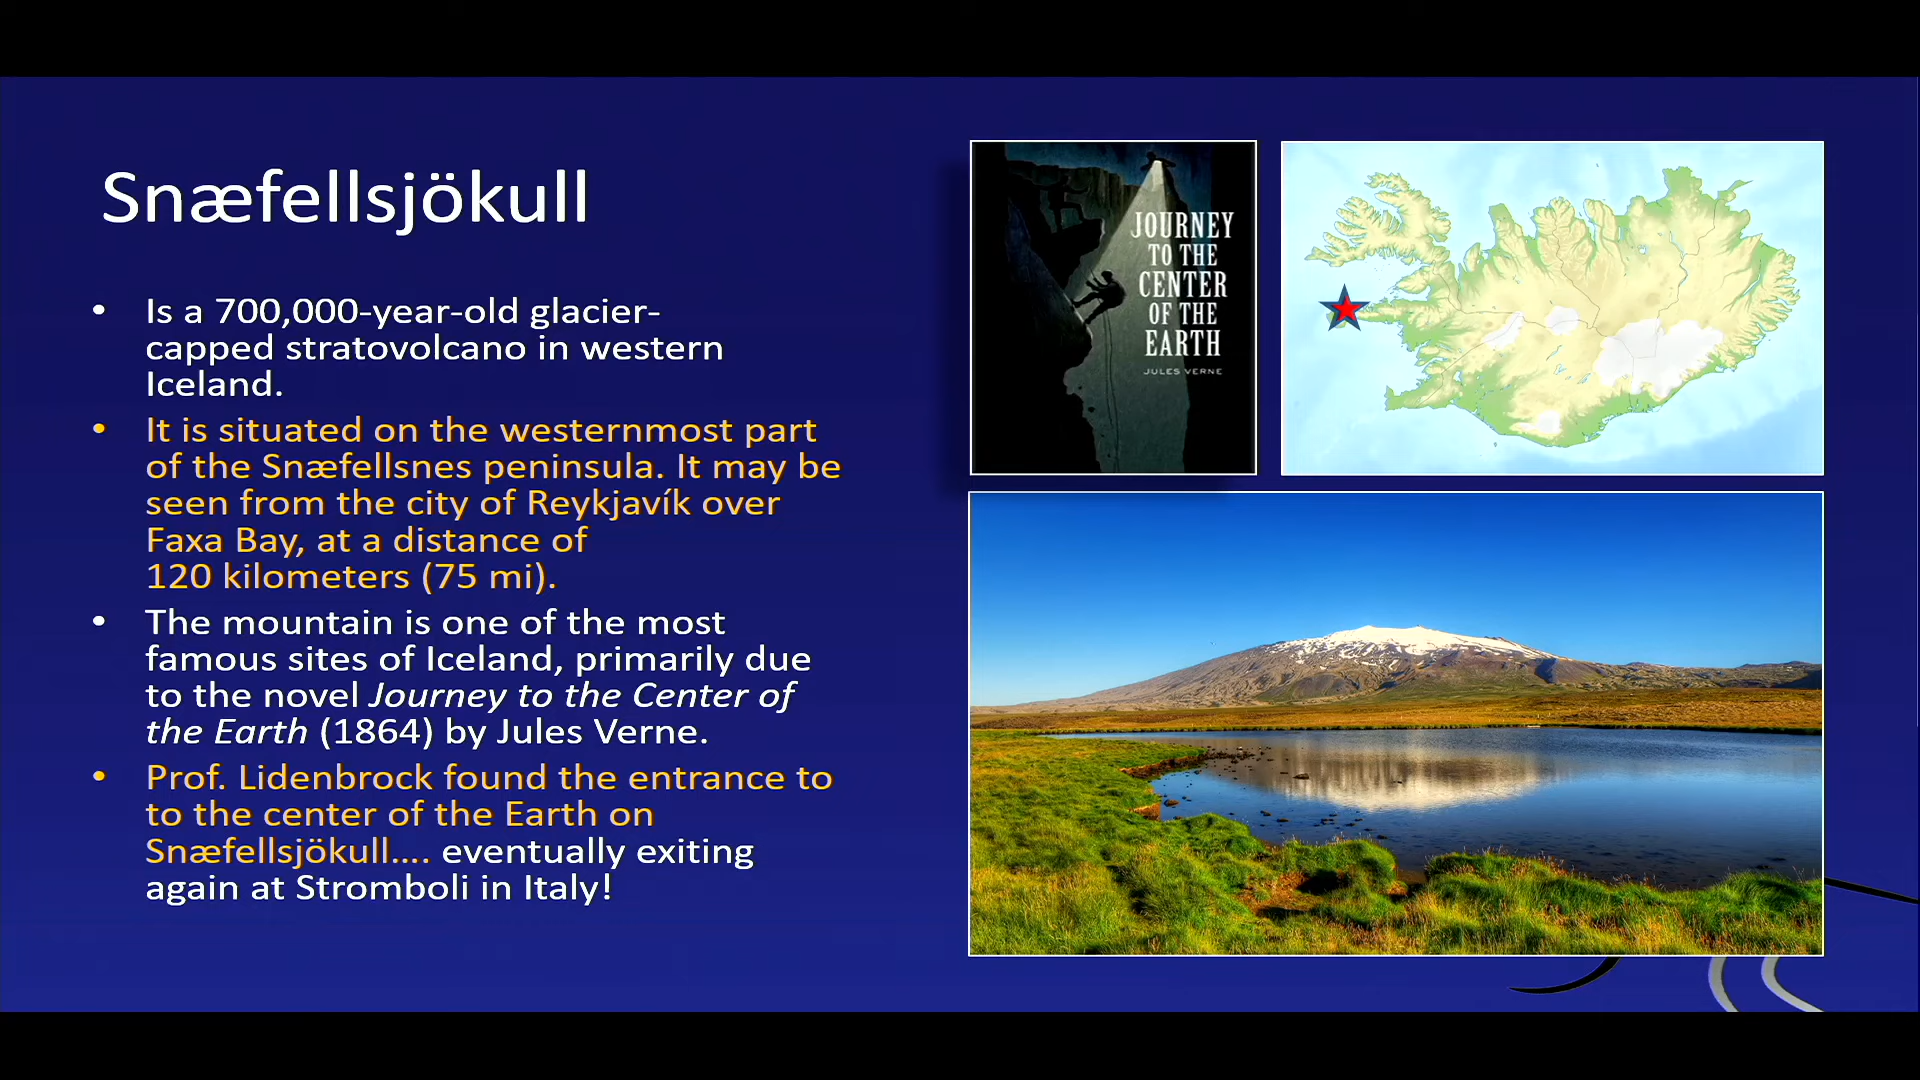 Snæfellsjökull
• Is a 700,000-year-old glacier-
capped stratovolcano in western
Iceland.
• It is situated on the westernmost part
of the Snæfellsnes peninsula. It may be
seen from the city of Reykjavík over
Faxa Bay, at a distance of
120 kilometers (75 mi).
• The mountain is one of the most
famous sites of Iceland, primarily due
to the novel Journey to the Center of
the Earth (1864) by Jules Verne.
• Prof. Lidenbrock found the entrance to
to the center of the Earth on
Snæfellsjökull.... eventually exiting
again at Stromboli in Italy!
JOURNEY
TO THE
CENTER
OF THE
EARTH
JULES VERNE